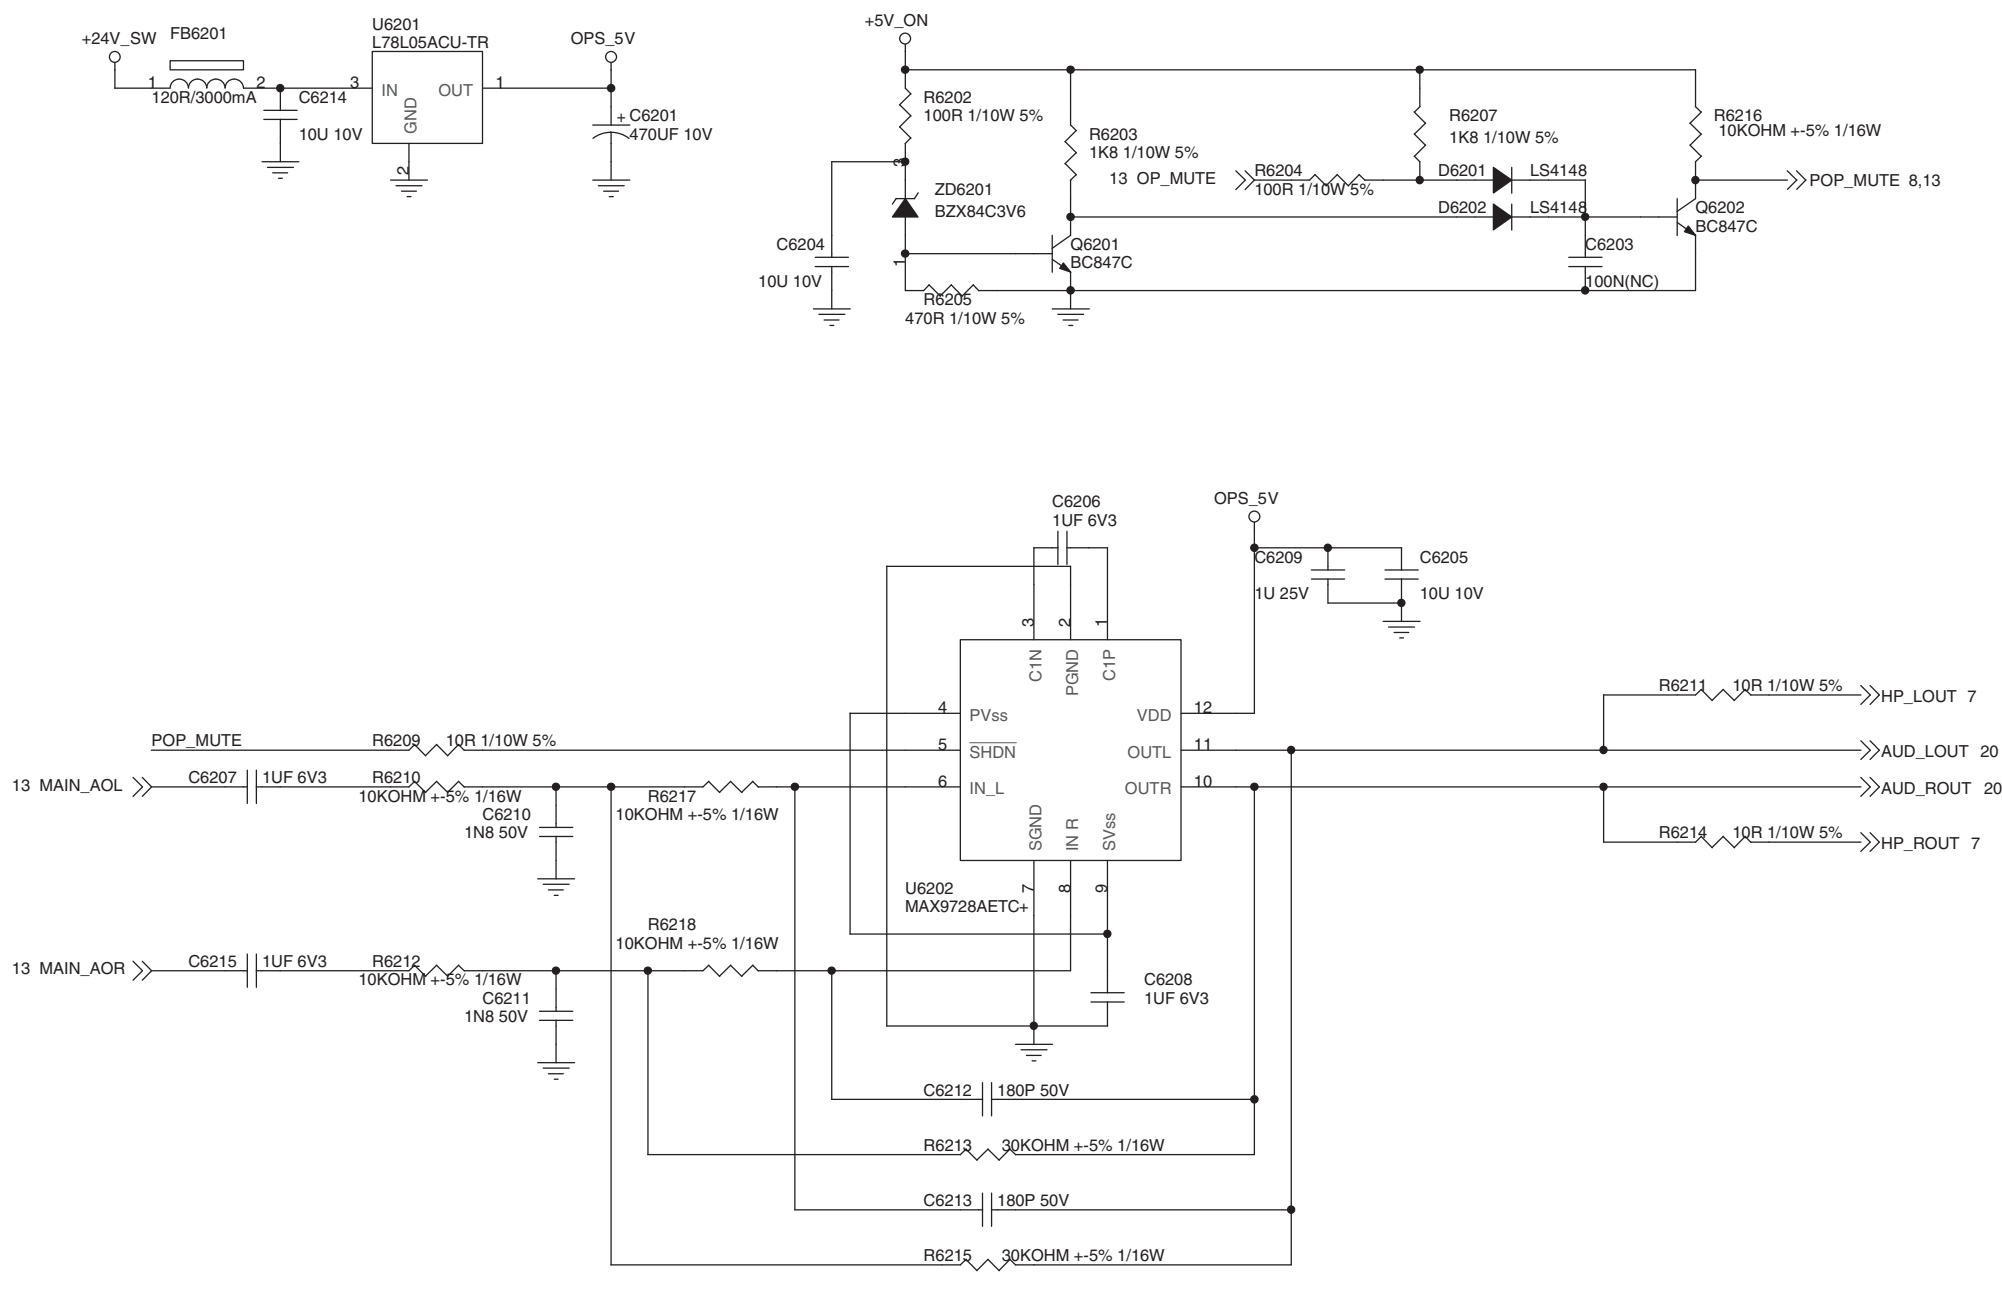 +24V_SW
FB6201
1
2
120R/3000mA
C6214
10U 10V
U6201
L78L05ACU-TR
3
IN
OUT
GND
1
2
OPS_5V
+
C6201
470UF 10V
+5V_ON
R6202
100R 1/10W 5%
3
ZD6201
BZX84C3V6
1
C6204
10U 10V
R6205
470R 1/10W 5%
R6203
1K8 1/10W 5%
Q6201
BC847C
13 OP_MUTE
R6204
100R 1/10W 5%
R6207
1K8 1/10W 5%
D6201
LS4148
D6202
LS4148
C6203
100N(NC)
R6216
10KOHM +-5% 1/16W
Q6202
BC847C
POP_MUTE 8,13
C6206
1UF 6V3
OPS_5V
C6209
1U 25V
C6205
10U 10V
3
2
1
C1N
PGND
C1P
4
PVss
VDD
12
POP_MUTE
R6209
10R 1/10W 5%
5
SHDN
OUTL
11
13 MAIN_AOL
C6207
1UF 6V3
R6210
10KOHM +-5% 1/16W
C6210
1N8 50V
R6217
10KOHM +-5% 1/16W
6
IN_L
OUTR
10
SGND
IN R
SVss
7
8
9
U6202
MAX9728AETC+
R6211
10R 1/10W 5%
HP_LOUT 7
AUD_LOUT 20
AUD_ROUT 20
R6214
10R 1/10W 5%
HP_ROUT 7
13 MAIN_AOR
C6215
1UF 6V3
R6212
10KOHM +-5% 1/16W
C6211
1N8 50V
R6218
10KOHM +-5% 1/16W
C6208
1UF 6V3
C6212
180P 50V
R6213
30KOHM +-5% 1/16W
C6213
180P 50V
R6215
30KOHM +-5% 1/16W